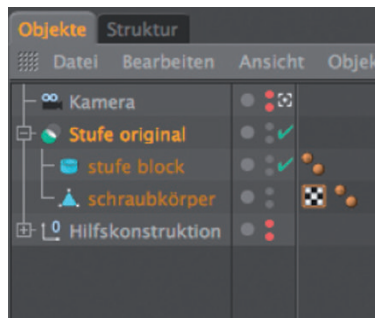 Objekte Struktur
Datei Bearbeiten Ansicht Objek
Kamera
Stufe original
stufe block
schraubkörper
Hilfskonstruktion